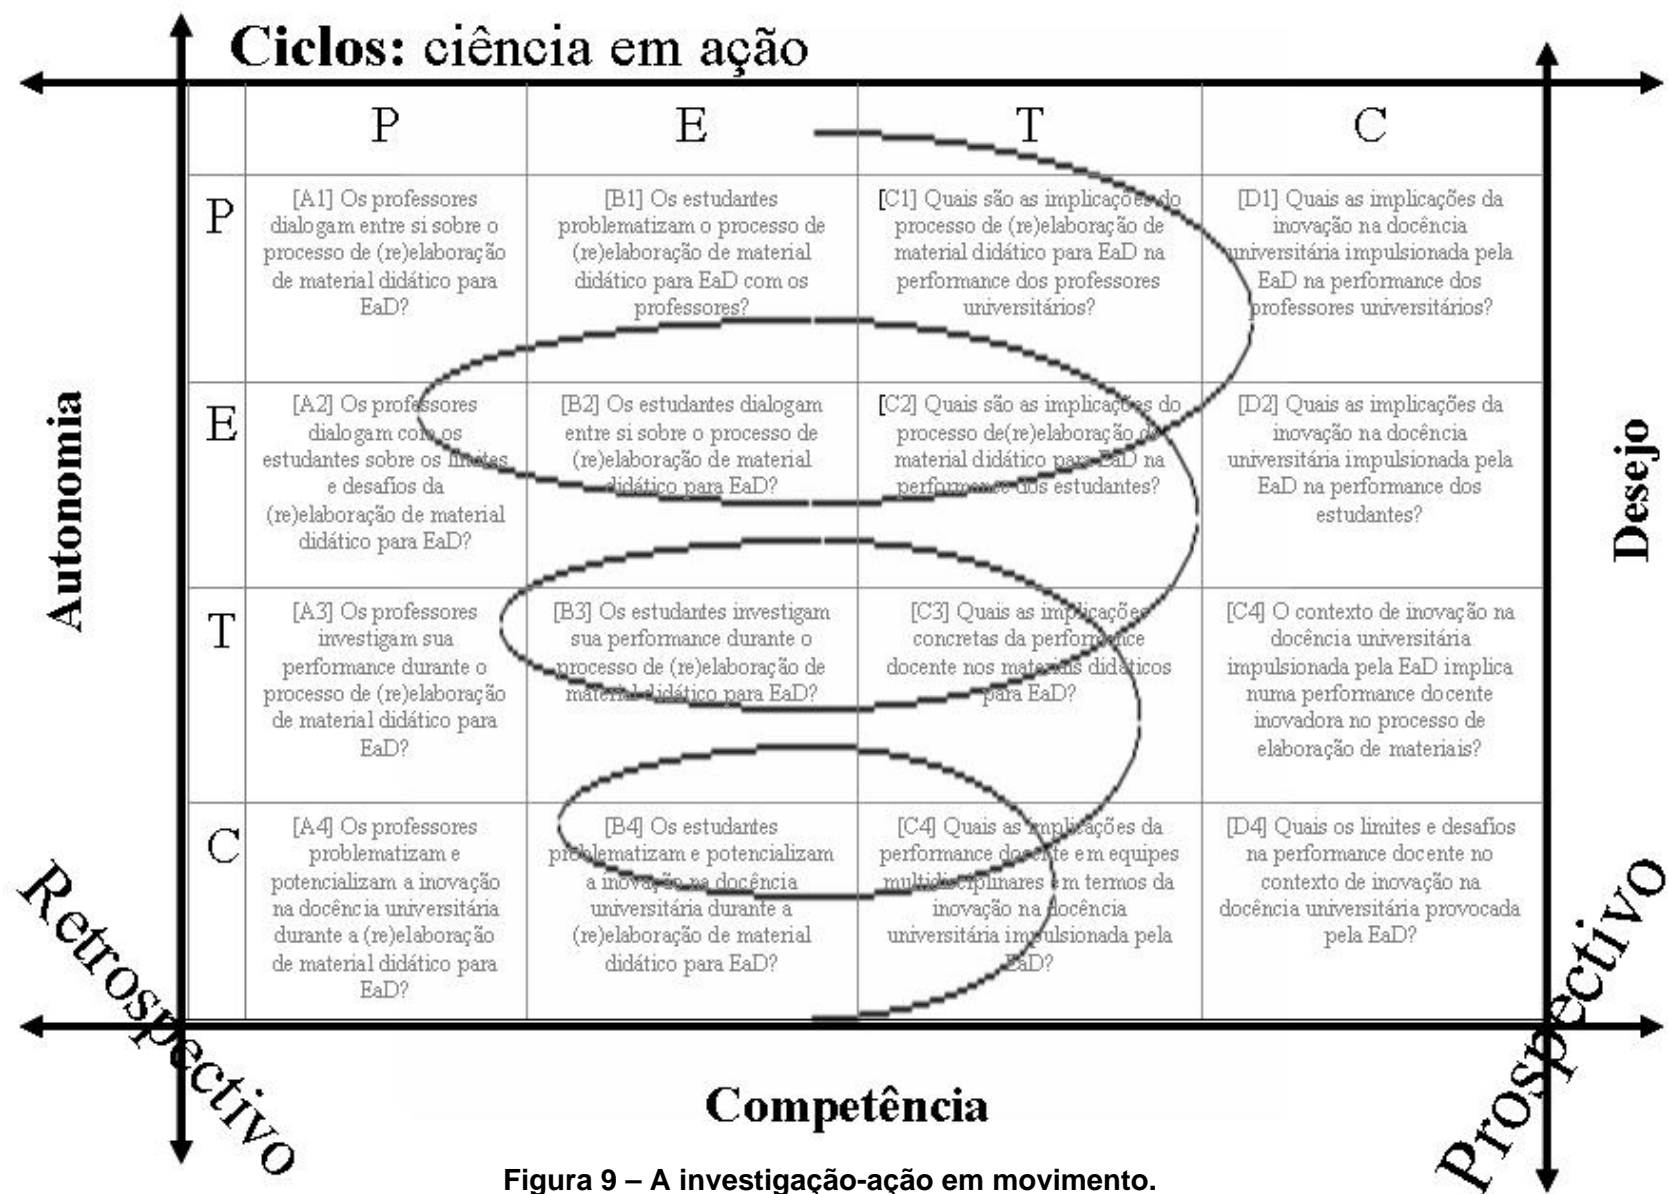 Ciclos: ciência em ação
P
E
T
C
P
[A1] Os professores
dialogam entre si sobre o
processo de (re)elaboração
de material didático para
EaD?
[B1] Os estudantes
problematizam o processo de
(re)elaboração de material
didático para EaD com os
professores?
[C1] Quais são as implicações do
processo de (re)elaboração de
material didático para EaD na
performance dos professores
universitários?
[D1] Quais as implicações da
inovação na docência
universitária impulsionada pela
EaD na performance dos
professores universitários?
E
[A2] Os professores
dialogam com os
estudantes sobre os limites
e desafios da
(re)elaboração de material
didático para EaD?
[B2] Os estudantes dialogam
entre si sobre o processo de
(re)elaboração de material
didático para EaD?
[C2] Quais são as implicações do
processo de(re)elaboração de
material didático para EaD na
performance dos estudantes?
[D2] Quais as implicações da
inovação na docência
universitária impulsionada pela
EaD na performance dos
estudantes?
T
[A3] Os professores
investigam sua
performance durante o
processo de (re)elaboração
de material didático para
EaD?
[B3] Os estudantes investigam
sua performance durante o
processo de (re)elaboração de
material didático para EaD?
[C3] Quais as implicações
concretas da performance
docente nos materiais didáticos
para EaD?
[C4] O contexto de inovação na
docência universitária
impulsionada pela EaD implica
numa performance docente
inovadora no processo de
elaboração de materiais?
C
[A4] Os professores
problematizam e
potencializam a inovação
na docência universitária
durante a (re)elaboração
de material didático para
EaD?
[B4] Os estudantes
problematizam e potencializam
a inovação na docência
universitária durante a
(re)elaboração de material
didático para EaD?
[C4] Quais as implicações da
performance docente em equipes
multidisciplinares em termos da
inovação na docência
universitária impulsionada pela
EaD?
[D4] Quais os limites e desafios
na performance docente no
contexto de inovação na
docência universitária provocada
pela EaD?
Autonomia
Desejo
Retrospectivo
Prospectivo
Competência
Figura 9 – A investigação-ação em movimento.